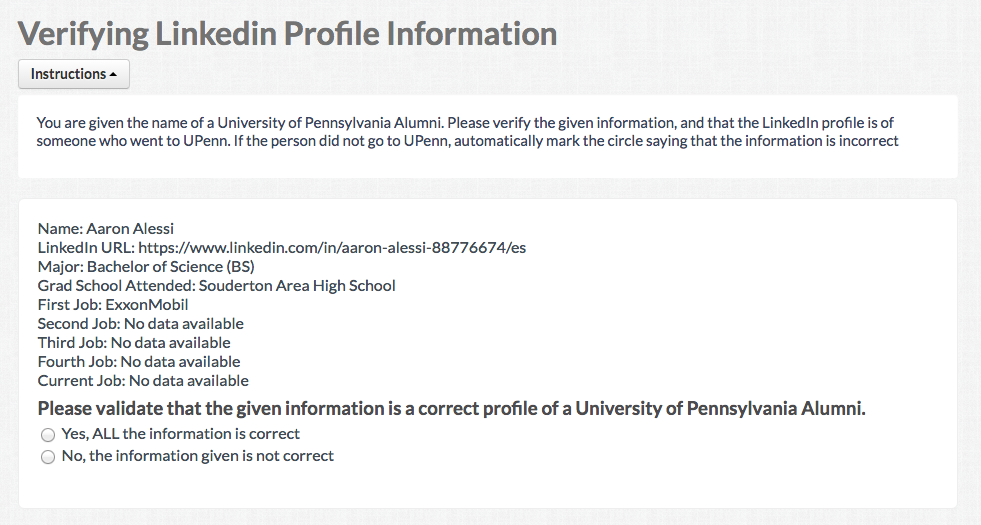 Verifying Linkedin Profile Information
Instructions
You are given the name of a University of Pennsylvania Alumni. Please verify the given information, and that the LinkedIn profile is of
someone who went to UPenn. If the person did not go to UPenn, automatically mark the circle saying that the information is incorrect
Name: Aaron Alessi
LinkedIn URL: https://www.linkedin.com/in/aaron-alessi-88776674/es
Major: Bachelor of Science (BS)
Grad School Attended: Souderton Area High School
First Job: ExxonMobil
Second Job: No data available
Third Job: No data available
Fourth Job: No data available
Current Job: No data available
Please validate that the given information is a correct profile of a University of Pennsylvania Alumni.
Yes, ALL the information is correct
No, the information given is not correct